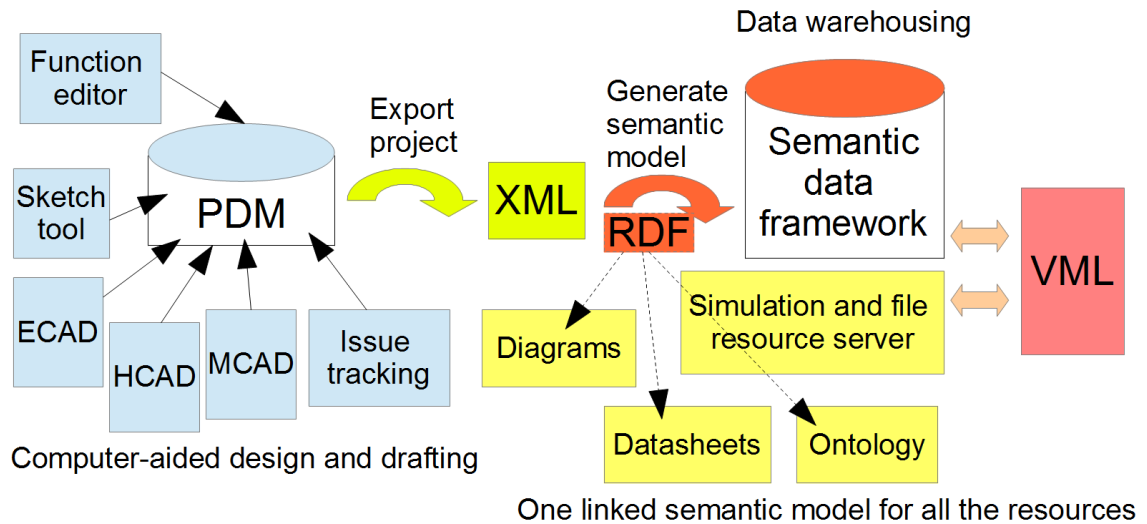 Function
editor
Sketch
tool
PDM
ECAD
HCAD
MCAD
Issue
tracking
Computer-aided design and drafting
Export
project
XML
Generate
semantic
model
RDF
Data warehousing
Semantic
data
framework
Simulation and file
resource server
VML
Diagrams
Datasheets
Ontology
One linked semantic model for all the resources